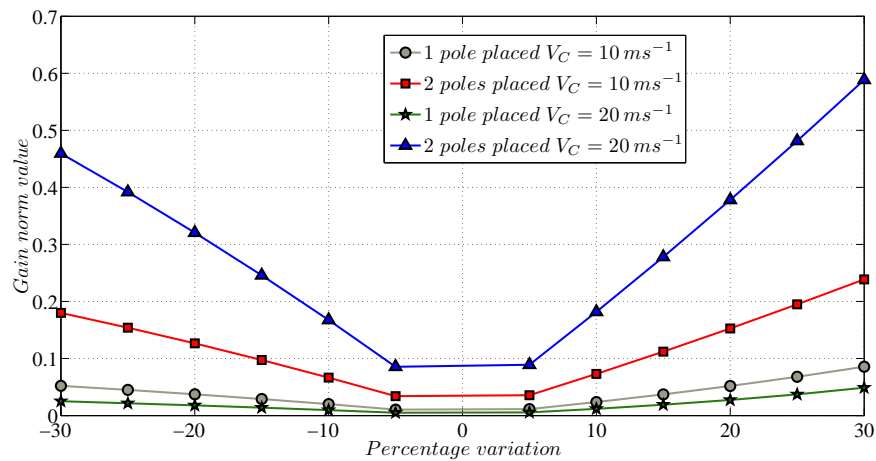 0.7
0.6
0.5
0.4
0.3
0.2
0.1
0
Gain norm value
1 pole placed V_C = 10 ms⁻¹
2 poles placed V_C = 10 ms⁻¹
1 pole placed V_C = 20 ms⁻¹
2 poles placed V_C = 20 ms⁻¹
−30 −20 −10 0 10 20 30
Percentage variation